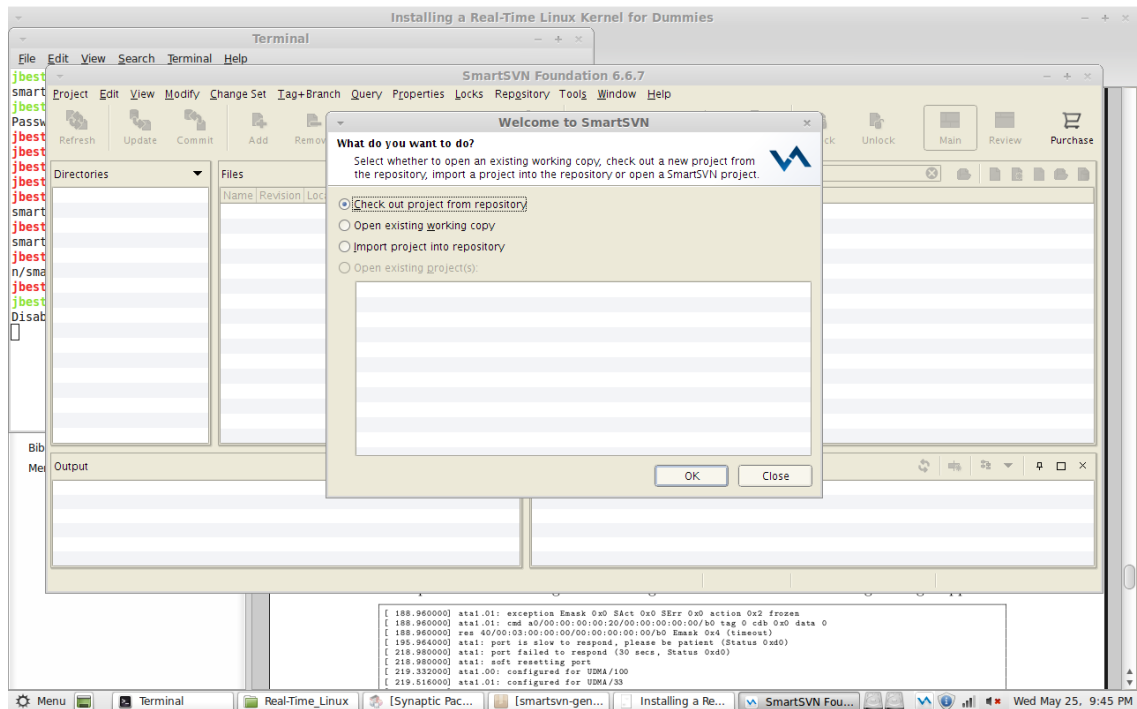 Installing a Real-Time Linux Kernel for Dummies
Terminal
File Edit View Search Terminal Help
SmartSVN Foundation 6.6.7
Project Edit View Modify Change Set Tag+Branch Query Properties Locks Repository Tools Window Help
Refresh Update Commit Add Remov ck Unlock Main Review Purchase
Welcome to SmartSVN
What do you want to do?
Select whether to open an existing working copy, check out a new project from
the repository, import a project into the repository or open a SmartSVN project.
Directories
Files
Name Revision Loc
Check out project from repository
Open existing working copy
Import project into repository
Open existing project(s):
OK Close
jbest
smart
jbest
Passw
jbest
jbest
jbest
jbest
jbest
smart
jbest
smart
jbest
n/sma
jbest
jbest
Disab
Bib
Output
[ 188.960000] ata1.01: exception Emask 0x0 SAct 0x0 SErr 0x0 action 0x2 frozen
[ 188.960000] ata1.01: cmd a0/00:00:00:00:20/00:00:00:00:00/b0 tag 0 cdb 0x0 data 0
[ 188.960000] res 40/00:03:00:00:00/00:00:00:00:00/b0 Emask 0x4 (timeout)
[ 195.964000] ata1: port is slow to respond, please be patient (Status 0xd0)
[ 218.980000] ata1: port failed to respond (30 secs, Status 0xd0)
[ 218.980000] ata1: soft resetting port
[ 219.332000] ata1.00: configured for UDMA/100
[ 219.516000] ata1.01: configured for UDMA/33
Menu Terminal Real-Time_Linux [Synaptic Pac... [smartsvn-gen... Installing a Re... SmartSVN Fou... Wed May 25, 9:45 PM